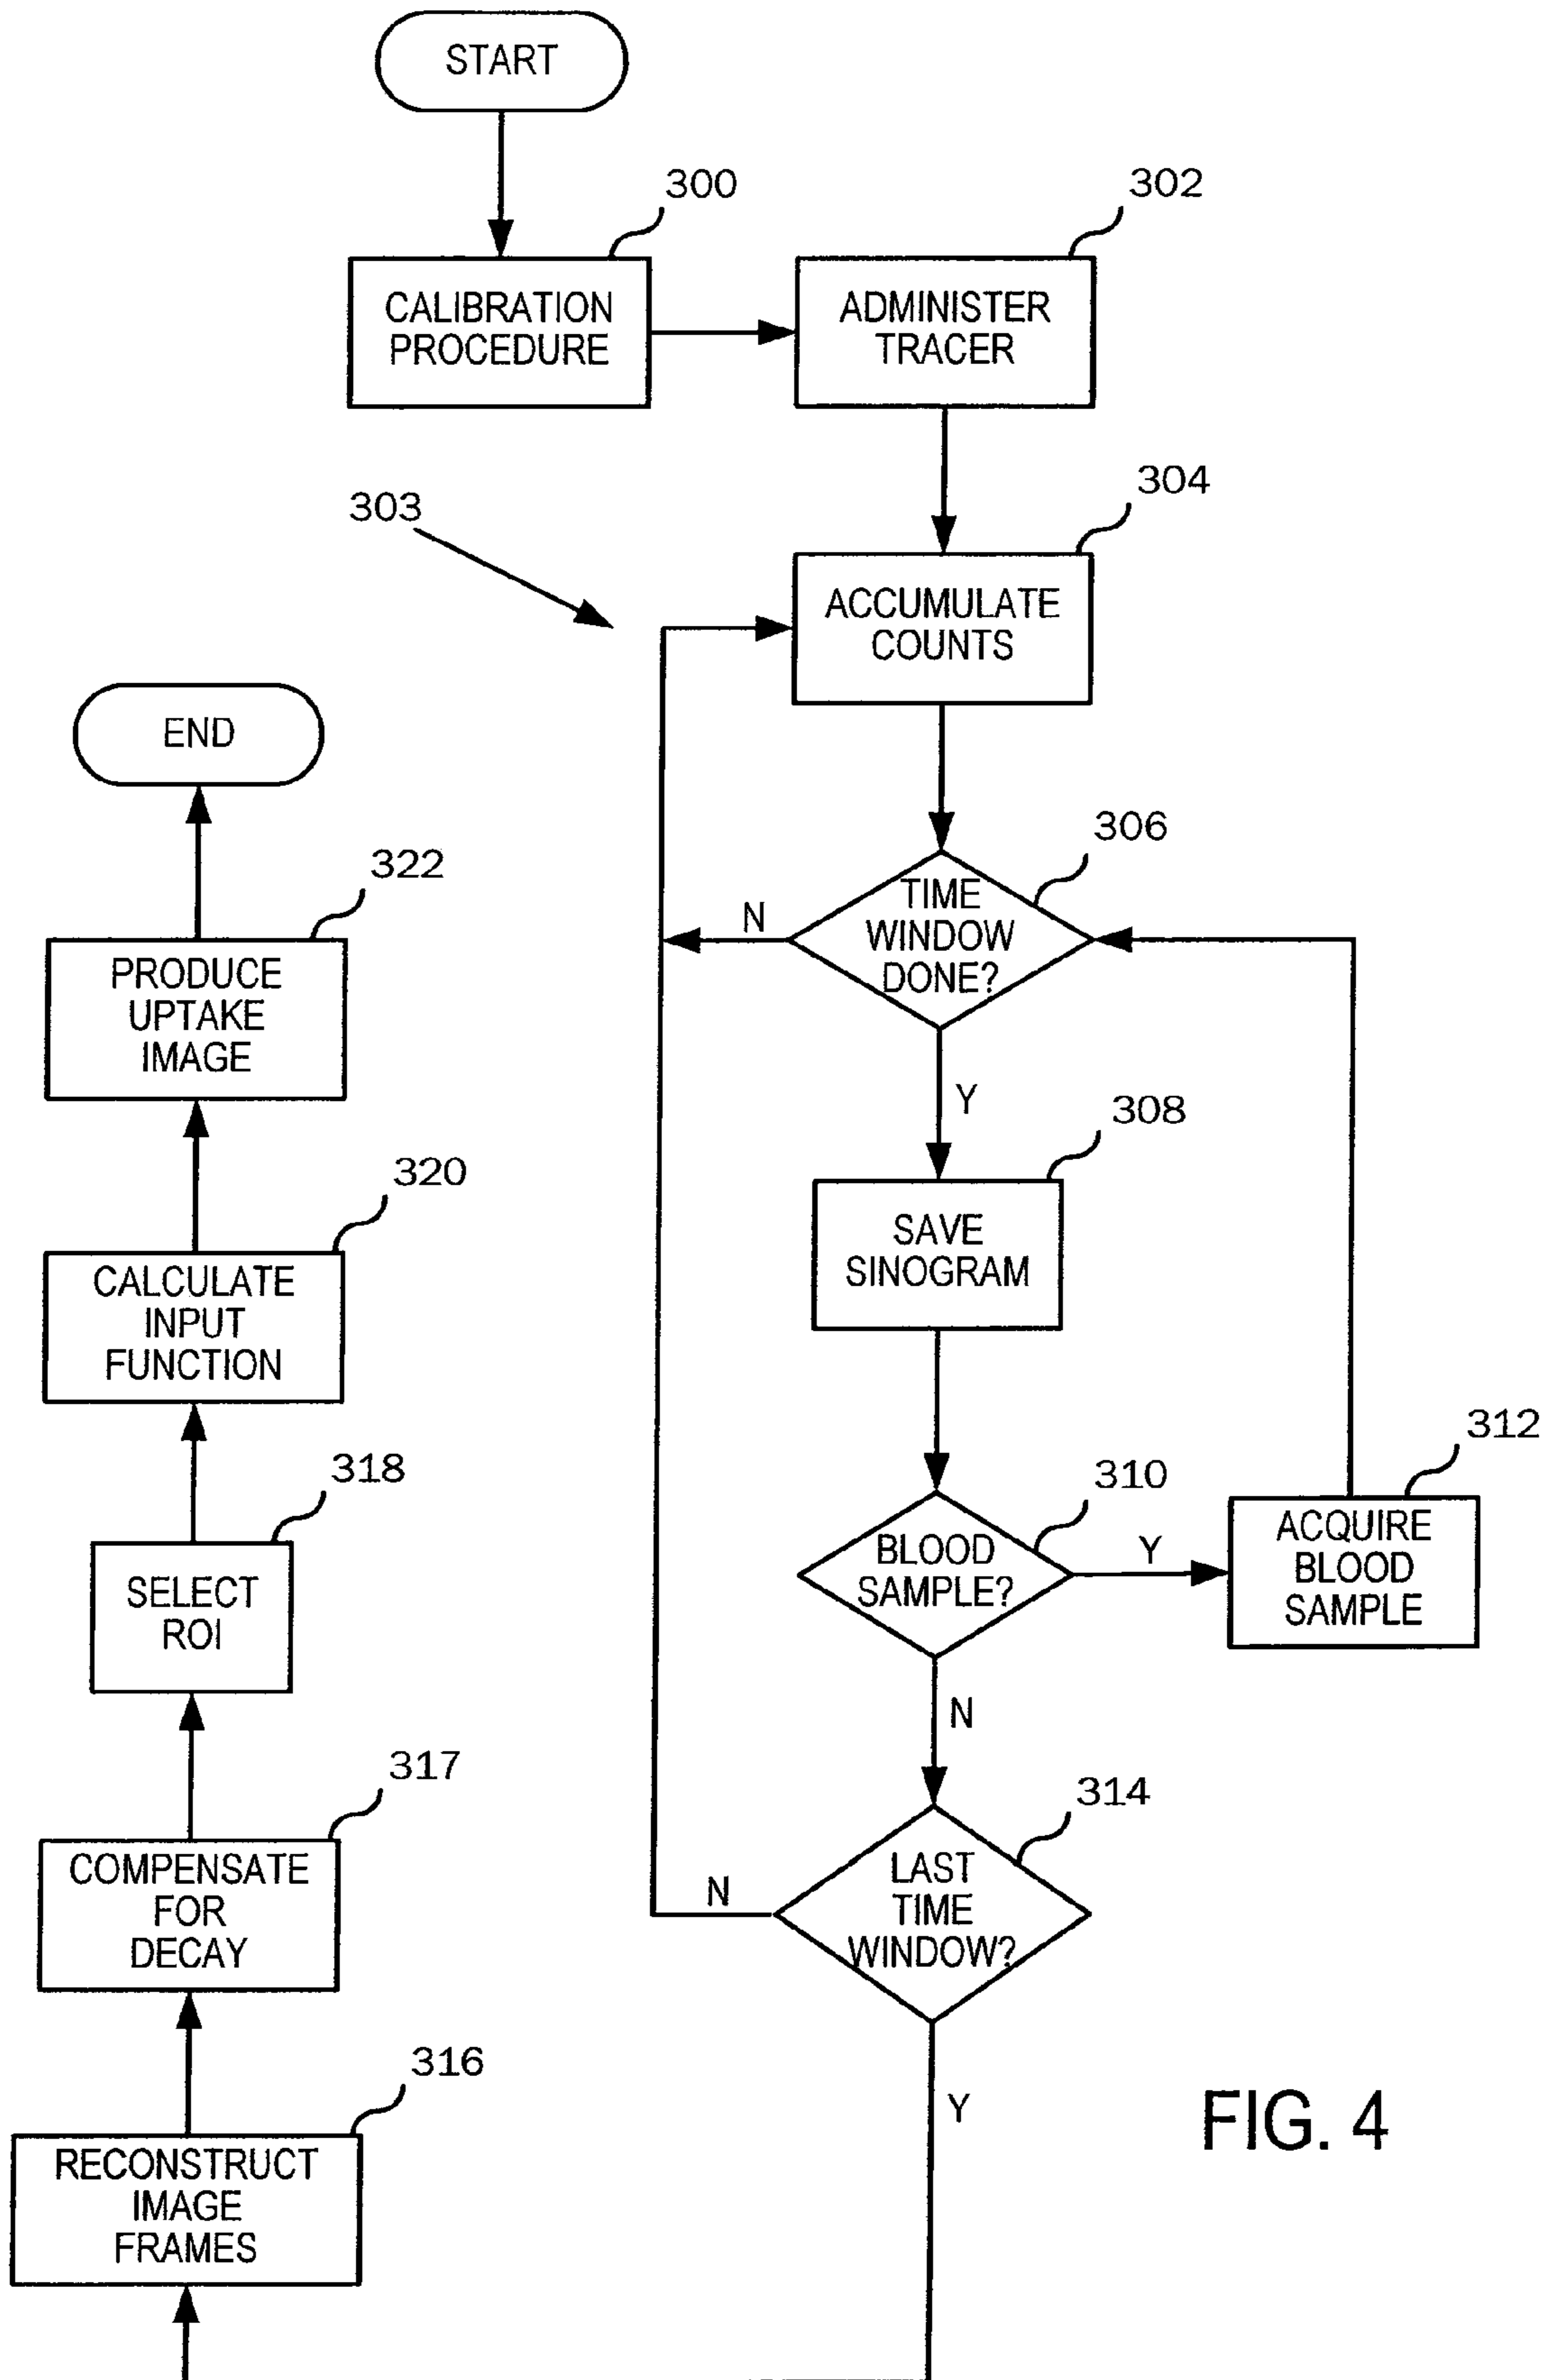 START
300
CALIBRATION
PROCEDURE
302
ADMINISTER
TRACER
303
304
ACCUMULATE
COUNTS
306
TIME
WINDOW
DONE?
N
Y
308
SAVE
SINOGRAM
310
BLOOD
SAMPLE?
Y
312
ACQUIRE
BLOOD
SAMPLE
N
314
LAST
TIME
WINDOW?
N
Y
316
RECONSTRUCT
IMAGE
FRAMES
317
COMPENSATE
FOR
DECAY
318
SELECT
ROI
320
CALCULATE
INPUT
FUNCTION
322
PRODUCE
UPTAKE
IMAGE
END
FIG. 4